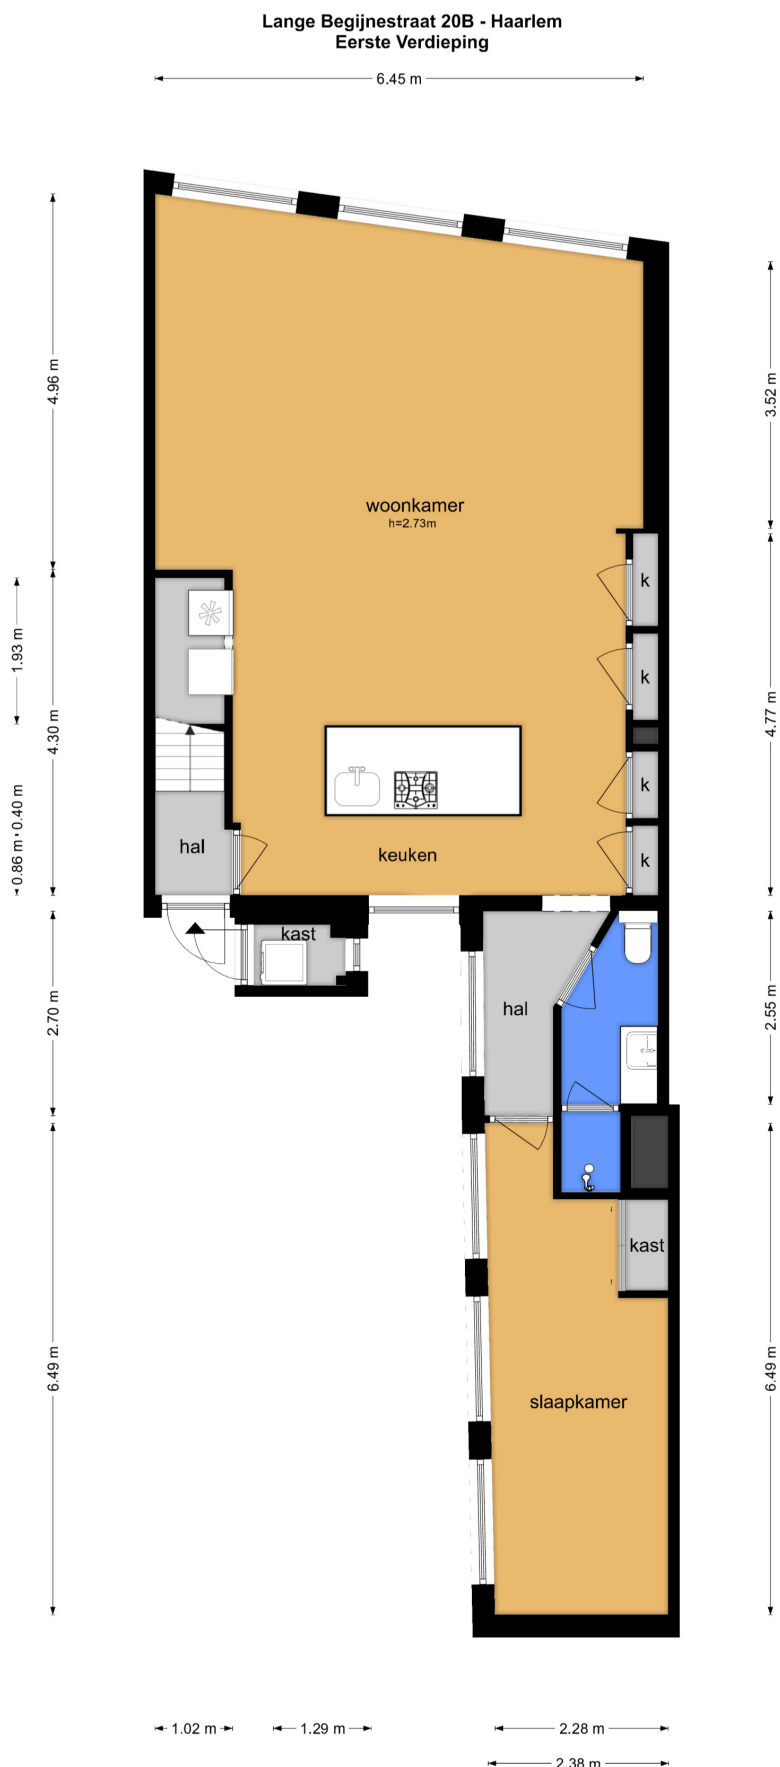 Lange Begijnestraat 20B - Haarlem
Eerste Verdieping
6.45 m
4.96 m
3.52 m
woonkamer
h=2.73m
k
1.93 m
k
4.30 m
4.77 m
k
0.86 m
0.40 m
hal
keuken
k
kast
2.70 m
hal
2.55 m
kast
6.49 m
6.49 m
slaapkamer
1.02 m
1.29 m
2.28 m
2.38 m